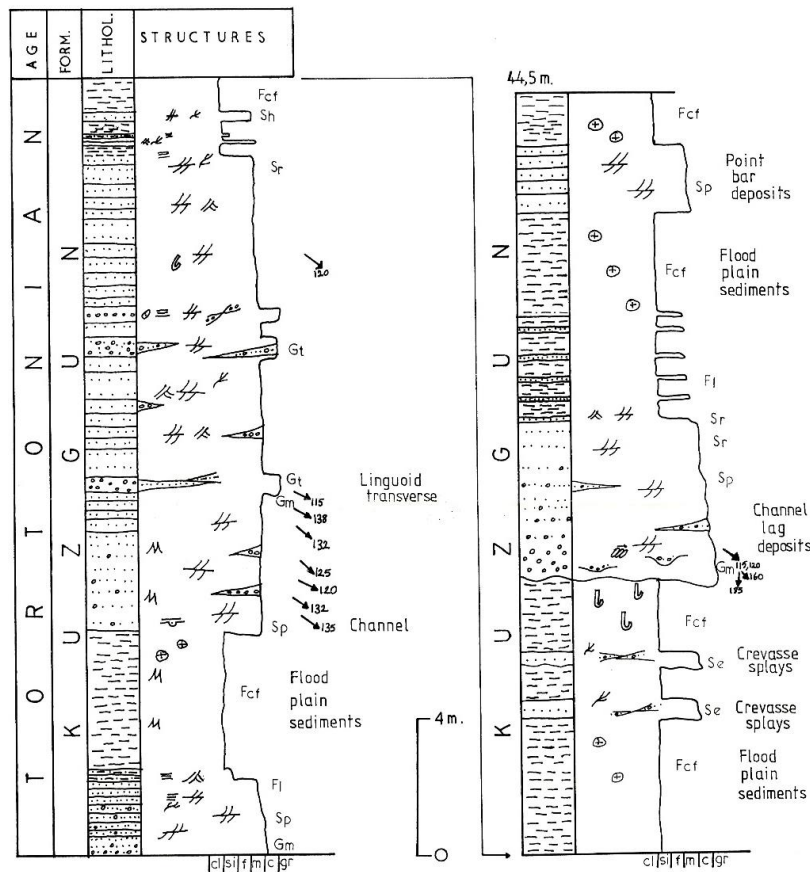 AGE
FORM.
LITHOL.
STRUCTURES
TORTONIAN
KUZGUN
Fcf
Sh
Sr
120
Gt
Gt
Gm
Linguoid
transverse
115
138
132
125
120
132
135
Sp
Channel
Fcf
Flood
plain
sediments
Fl
Sp
Gm
cl si f m c gr
4 m.
O
44,5 m.
KUZGUN
Fcf
Point
bar
deposits
Sp
Fcf
Flood
plain
sediments
Fl
Sr
Sr
Sp
Channel
lag
deposits
Gm
115,120
160
155
Fcf
Se
Crevasse
splays
Se
Crevasse
splays
Fcf
Flood
plain
sediments
cl si f m c gr